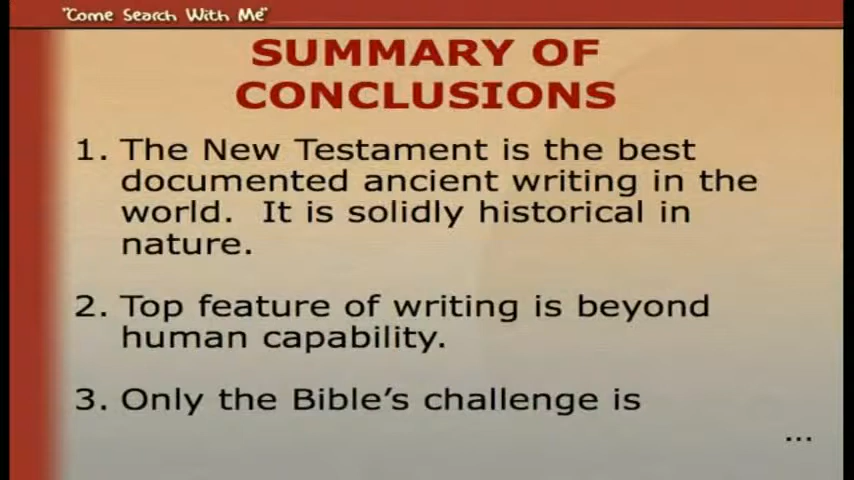 "Come Search With Me"
SUMMARY OF
CONCLUSIONS
1. The New Testament is the best
documented ancient writing in the
world.  It is solidly historical in
nature.
2. Top feature of writing is beyond
human capability.
3. Only the Bible's challenge is
...